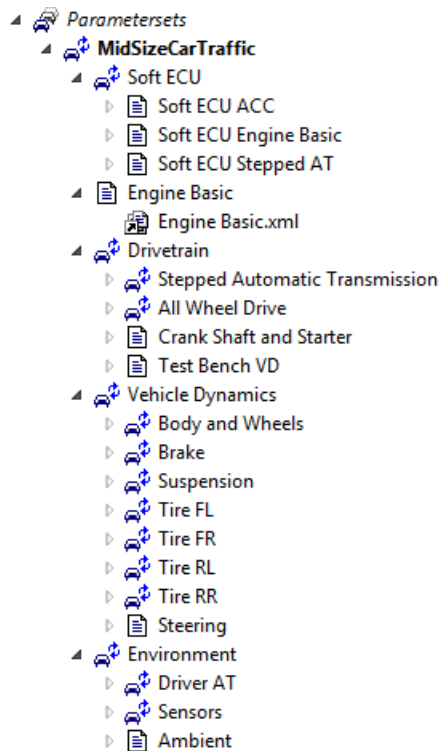 Parametersets
MidSizeCarTraffic
Soft ECU
Soft ECU ACC
Soft ECU Engine Basic
Soft ECU Stepped AT
Engine Basic
Engine Basic.xml
Drivetrain
Stepped Automatic Transmission
All Wheel Drive
Crank Shaft and Starter
Test Bench VD
Vehicle Dynamics
Body and Wheels
Brake
Suspension
Tire FL
Tire FR
Tire RL
Tire RR
Steering
Environment
Driver AT
Sensors
Ambient